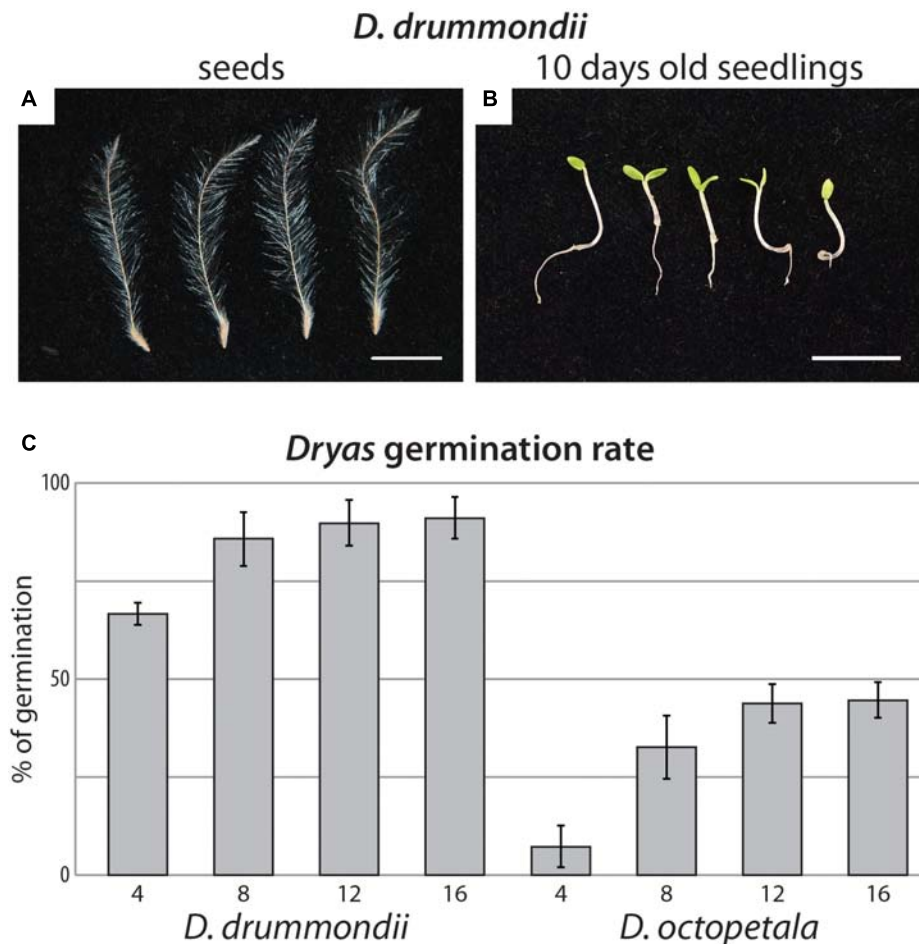 D. drummondii
seeds
10 days old seedlings
A
B
C
Dryas germination rate
100
50
0
% of germination
4 8 12 16 4 8 12 16
D. drummondii D. octopetala